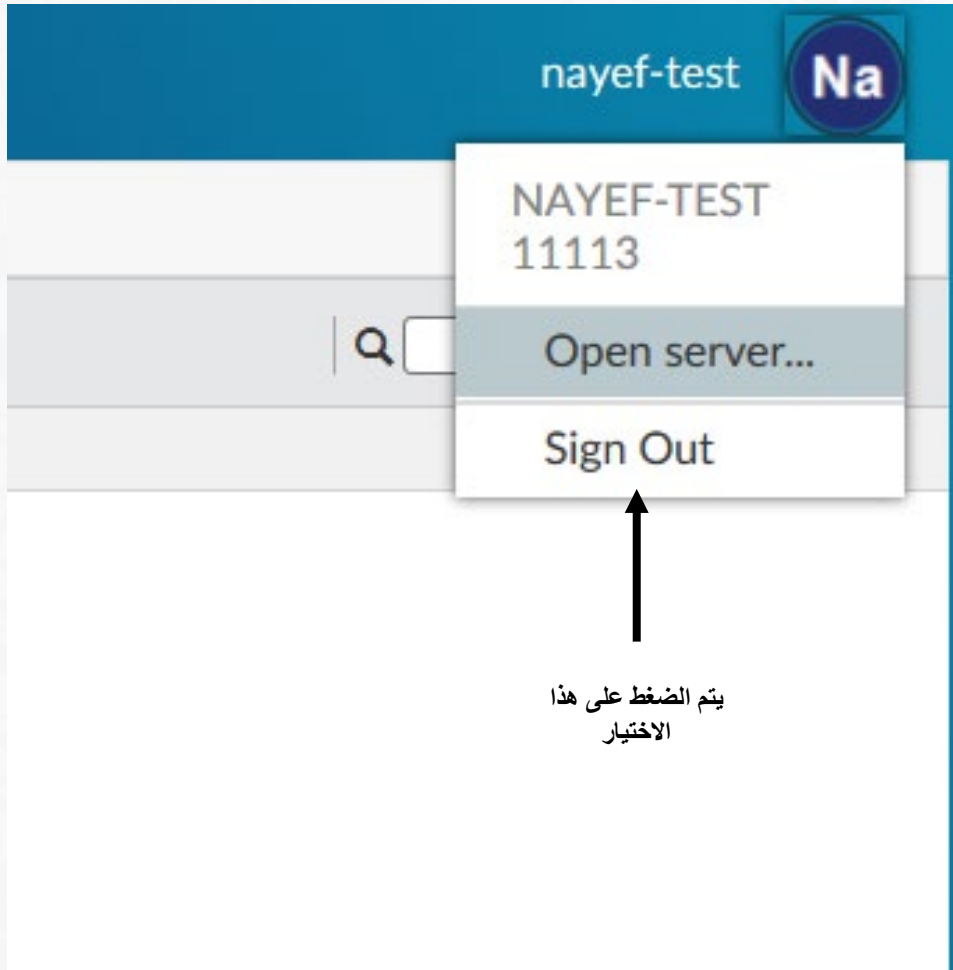 nayef-test
Na
NAYEF-TEST
11113
Open server...
Sign Out
يتم الضغط على هذا
الاختيار